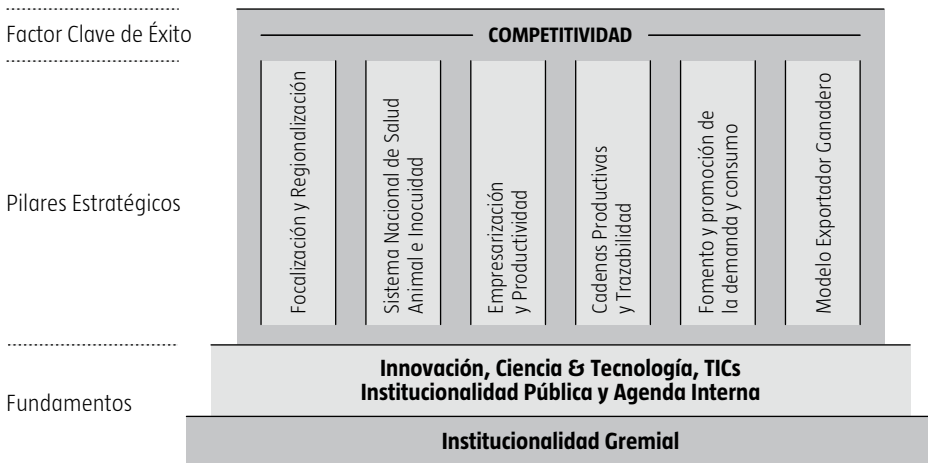 Factor Clave de Éxito
COMPETITIVIDAD
Pilares Estratégicos
Focalización y Regionalización
Sistema Nacional de Salud
Animal e Inocuidad
Empresarización
y Productividad
Cadenas Productivas
y Trazabilidad
Fomento y promoción de
la demanda y consumo
Modelo Exportador Ganadero
Fundamentos
Innovación, Ciencia & Tecnología, TICs
Institucionalidad Pública y Agenda Interna
Institucionalidad Gremial